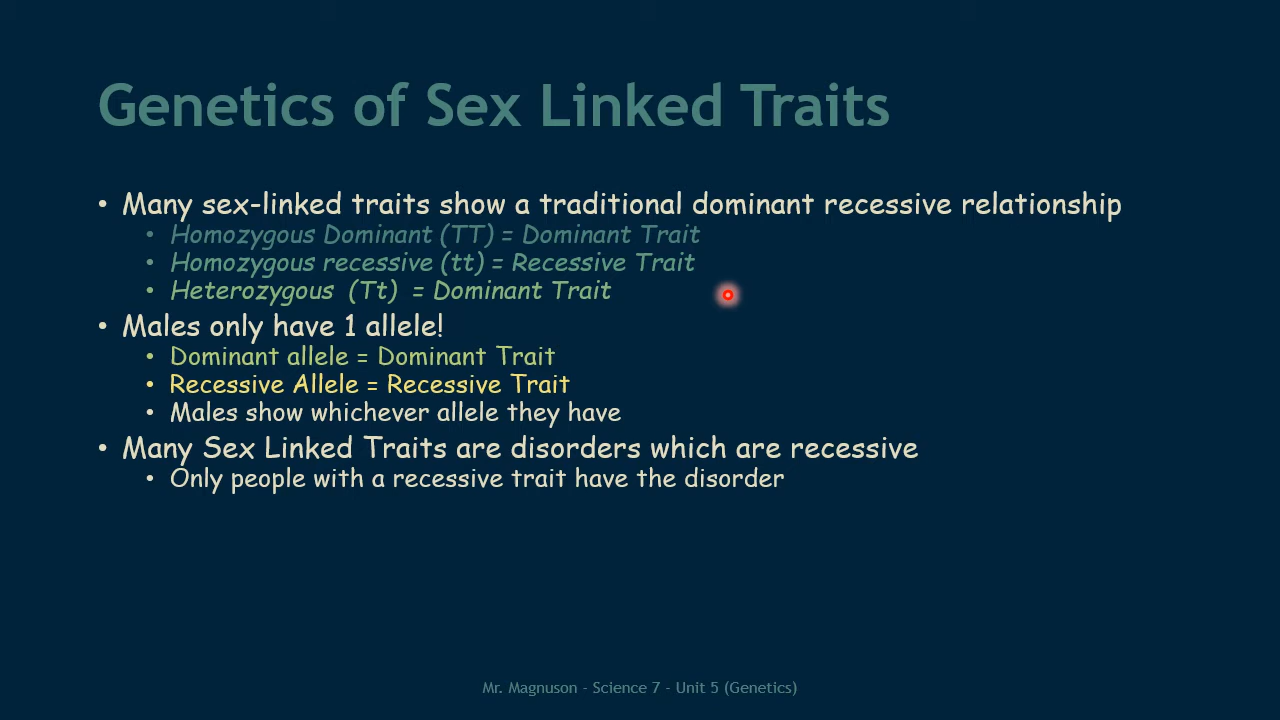 Genetics of Sex Linked Traits
• Many sex-linked traits show a traditional dominant recessive relationship
• Homozygous Dominant (TT) = Dominant Trait
• Homozygous recessive (tt) = Recessive Trait
• Heterozygous (Tt) = Dominant Trait
• Males only have 1 allele!
• Dominant allele = Dominant Trait
• Recessive Allele = Recessive Trait
• Males show whichever allele they have
• Many Sex Linked Traits are disorders which are recessive
• Only people with a recessive trait have the disorder
Mr. Magnuson - Science 7 - Unit 5 (Genetics)